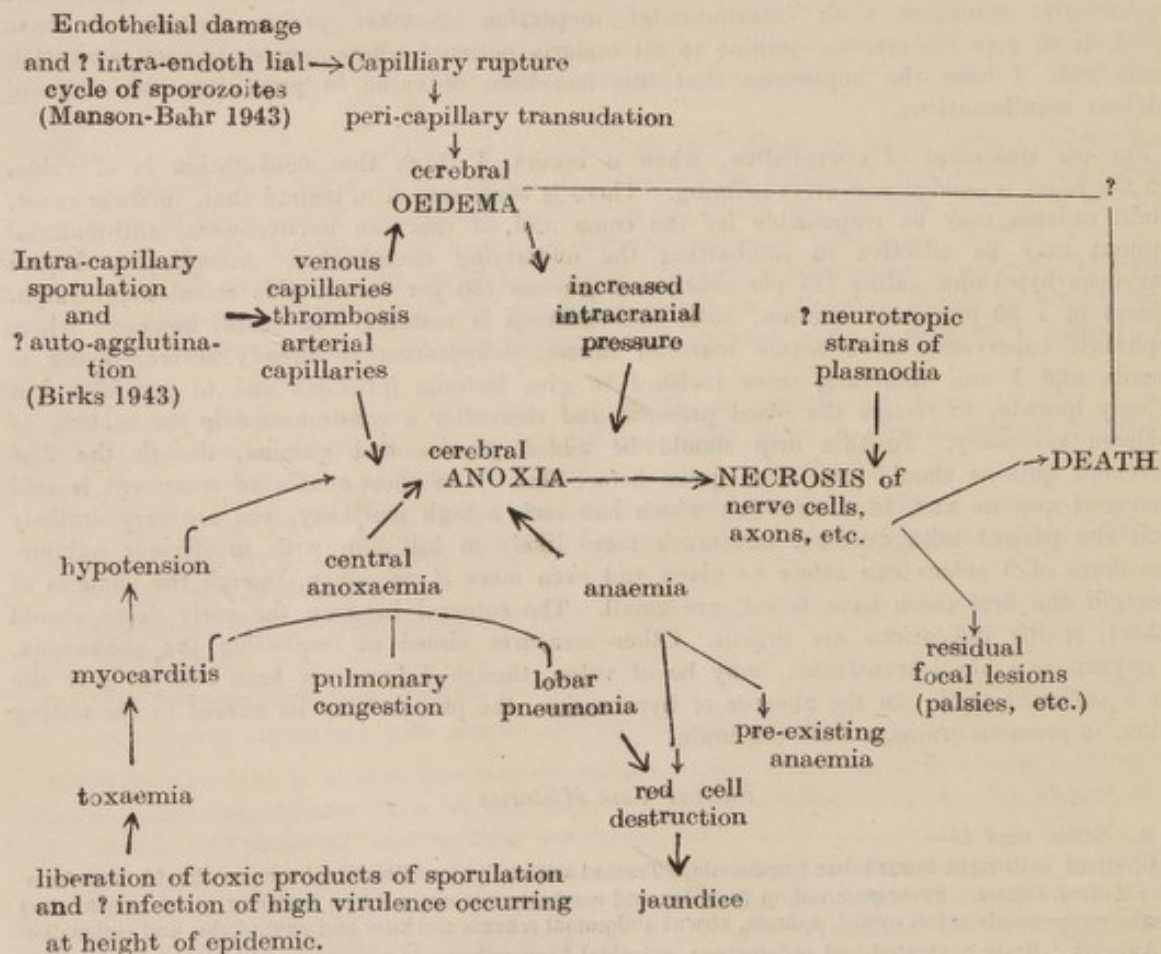 Endothelial damage
and ? intra-endoth lial → Capilliary rupture
cycle of sporozoites
(Manson-Bahr 1943)
peri-capillary transudation
cerebral
OEDEMA
?
Intra-capillary
sporulation
and
? auto-agglutina-
tion
(Birks 1943)
venous
capillaries
thrombosis
arterial
capillaries
increased
intracranial
pressure
? neurotropic
strains of
plasmodia
cerebral
ANOXIA
NECROSIS of
nerve cells,
axons, etc.
DEATH
hypotension
central
anoxaemia
anaemia
myocarditis
pulmonary
congestion
lobar
pneumonia
pre-existing
anaemia
residual
focal lesions
(palsies, etc.)
toxaemia
red cell
destruction
jaundice
liberation of toxic products of sporulation
and ? infection of high virulence occurring
at height of epidemic.